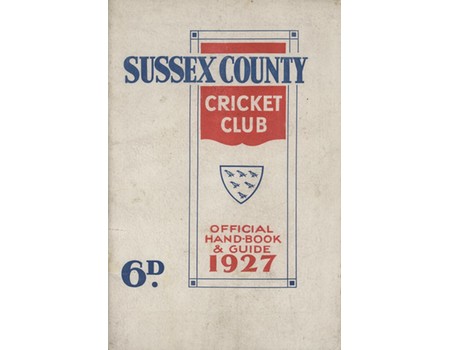 SUSSEX COUNTY
CRICKET
CLUB
OFFICIAL
HAND-BOOK
& GUIDE
1927
6D.